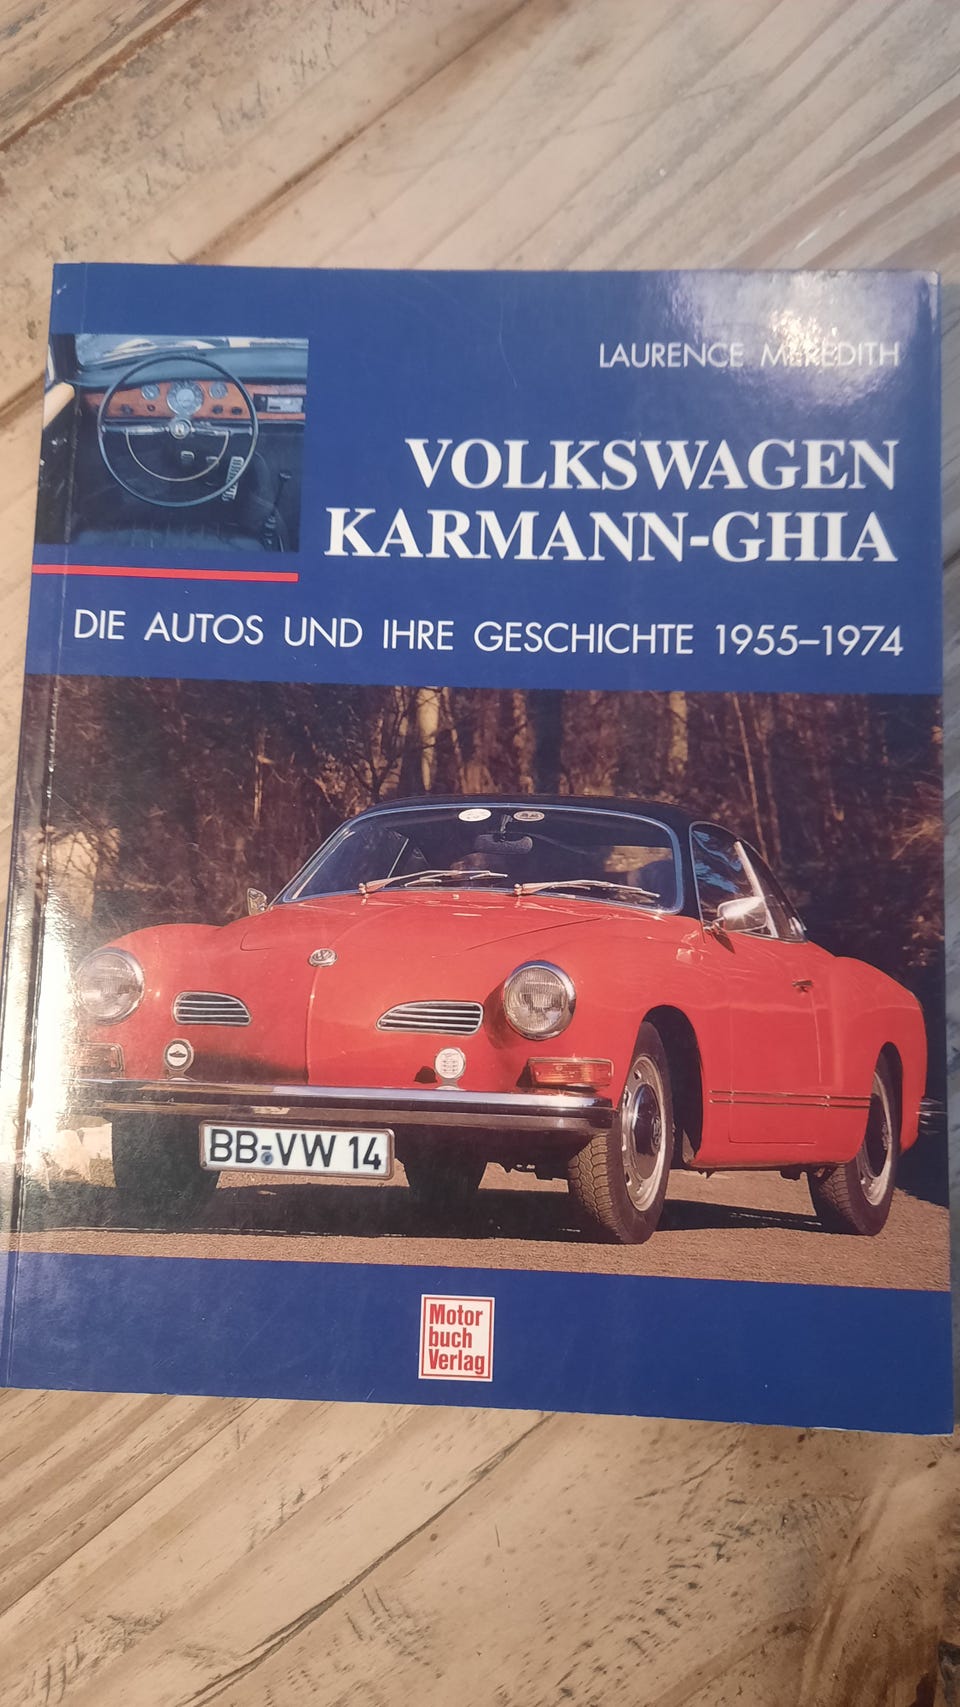 LAURENCE MEREDITH
VOLKSWAGEN
KARMANN-GHIA
DIE AUTOS UND IHRE GESCHICHTE 1955–1974
BB-VW 14
Motor
buch
Verlag